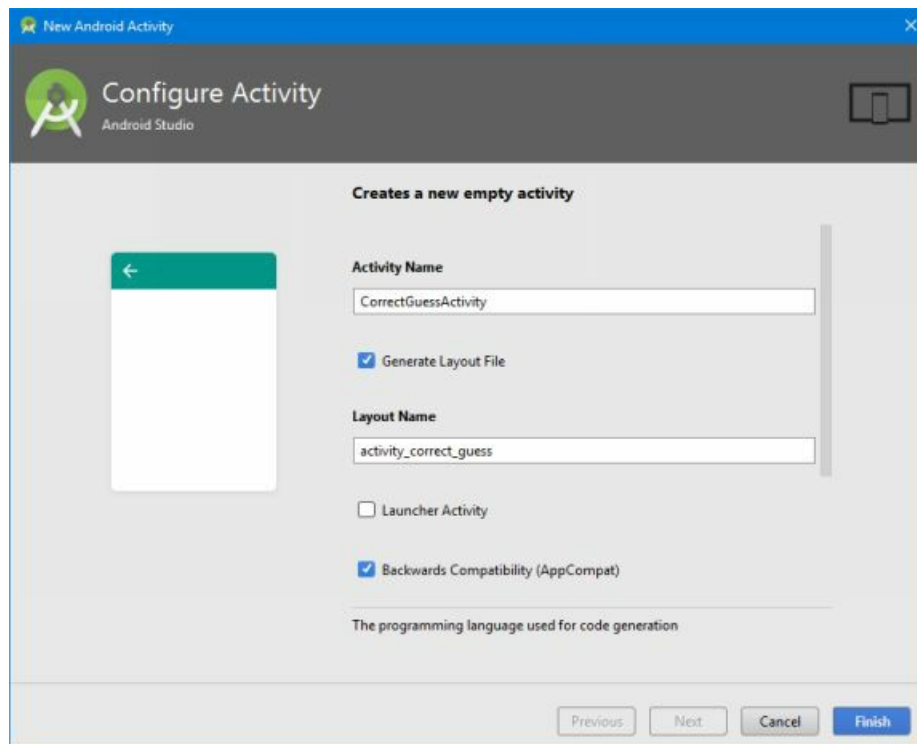 New Android Activity
Configure Activity
Android Studio
Creates a new empty activity
Activity Name
CorrectGuessActivity
Generate Layout File
Layout Name
activity_correct_guess
Launcher Activity
Backwards Compatibility (AppCompat)
The programming language used for code generation
Previous Next Cancel Finish